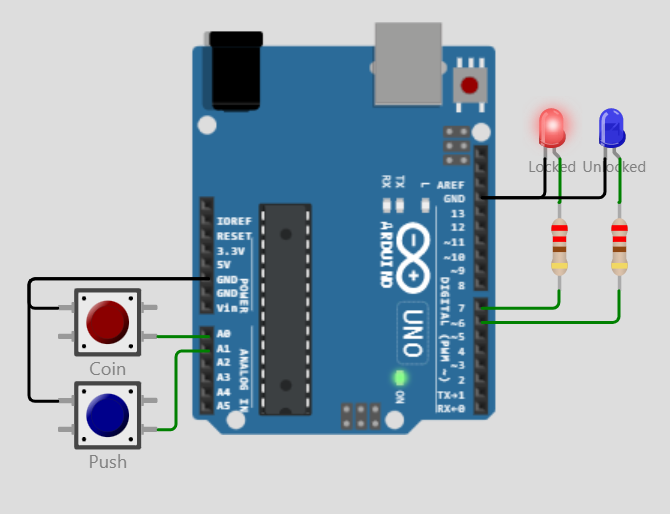 AREF
GND
13
12
~11
~10
~9
8
7
~6
~5
4
~3
2
TX→1
RX←0
DIGITAL (PWM ~)
RX
TX
L
ARDUINO
UNO
ON
IOREF
RESET
3.3V
5V
GND
GND
Vin
POWER
A0
A1
A2
A3
A4
A5
ANALOG IN
Locked
Unlocked
Coin
Push